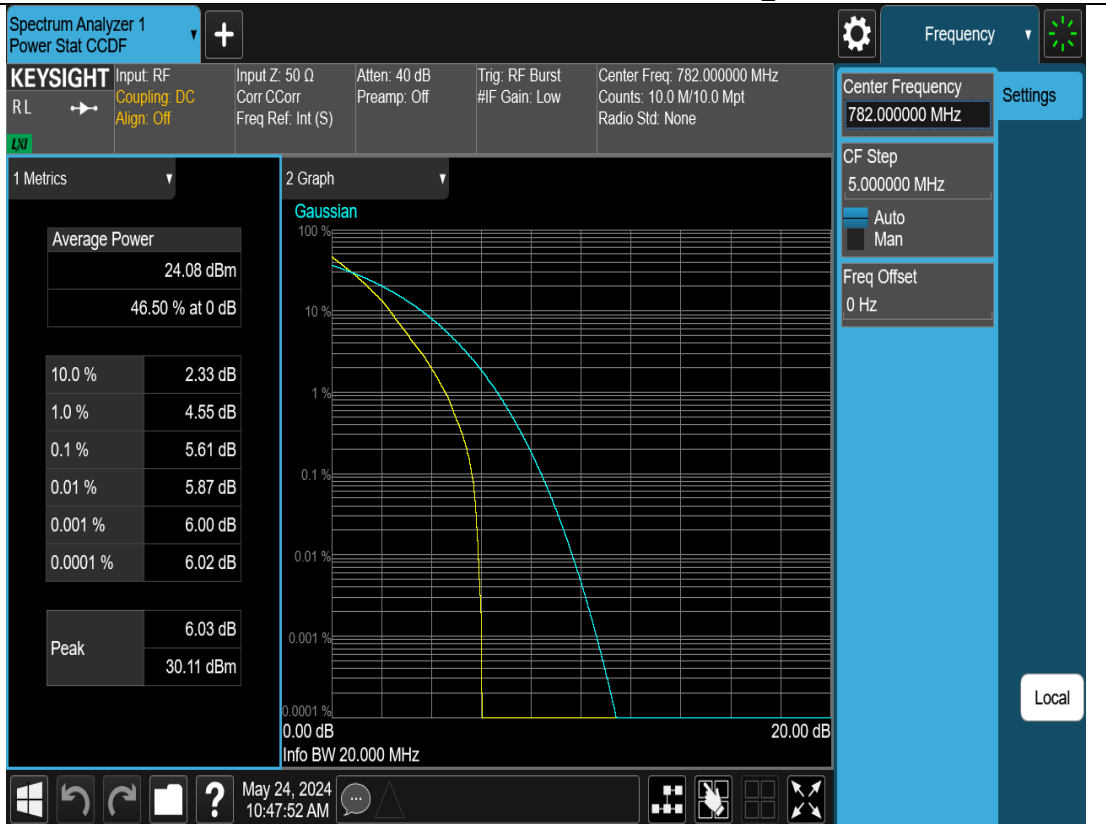 Spectrum Analyzer 1
Power Stat CCDF
Frequency
KEYSIGHT
RL
LXI
Input: RF
Coupling: DC
Align: Off
Input Z: 50 Ω
Corr CCorr
Freq Ref: Int (S)
Atten: 40 dB
Preamp: Off
Trig: RF Burst
#IF Gain: Low
Center Freq: 782.000000 MHz
Counts: 10.0 M/10.0 Mpt
Radio Std: None
Center Frequency
782.000000 MHz
Settings
CF Step
5.000000 MHz
Auto
Man
Freq Offset
0 Hz
1 Metrics
Average Power
24.08 dBm
46.50 % at 0 dB
10.0 % 2.33 dB
1.0 % 4.55 dB
0.1 % 5.61 dB
0.01 % 5.87 dB
0.001 % 6.00 dB
0.0001 % 6.02 dB
Peak
6.03 dB
30.11 dBm
2 Graph
Gaussian
100 %
10 %
1 %
0.1 %
0.01 %
0.001 %
0.0001 %
0.00 dB 20.00 dB
Info BW 20.000 MHz
Local
?
May 24, 2024
10:47:52 AM